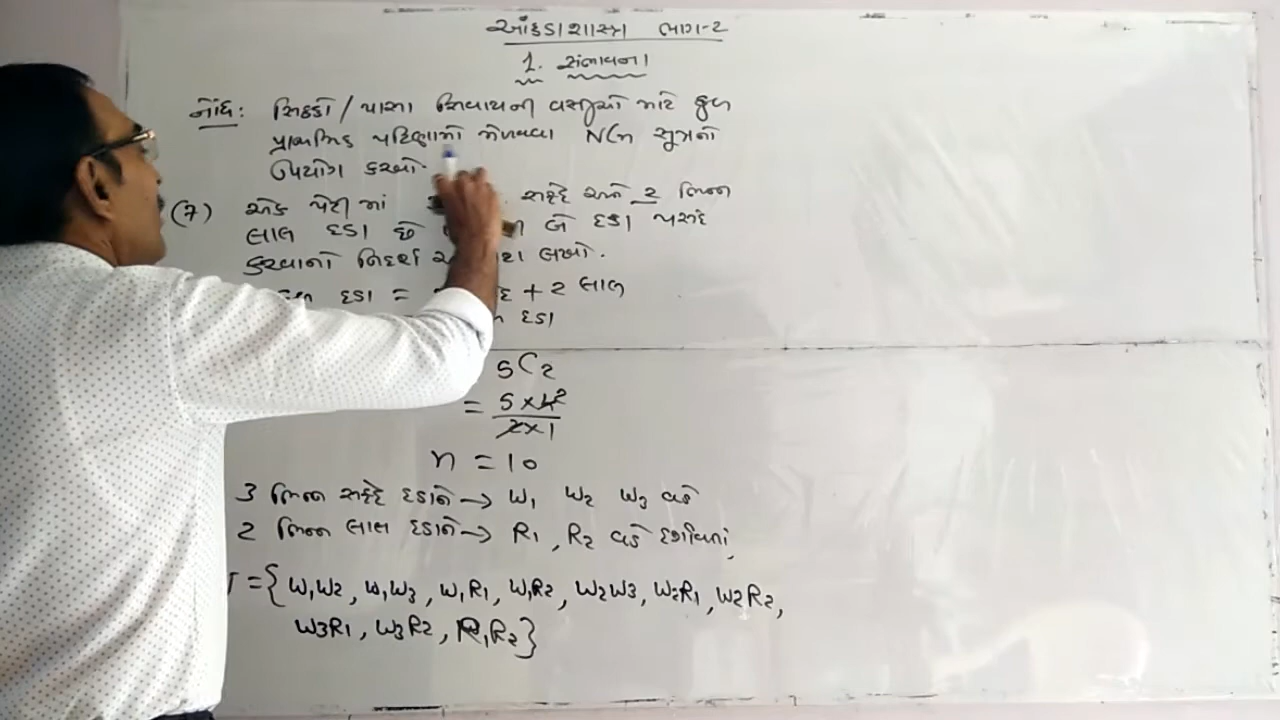 આંકડાશાસ્ત્ર ભાગ-૨
1. સંભાવના
નોંધ: સિક્કો / પાસા સિવાયની વસ્તુઓ માટે કુલ
પ્રાથમિક પરિણામો મેળવવા NCn સૂત્રનો
ઉપયોગ કરવો.
(7) એક પેટી માં સફેદ અને 2 ભિન્ન
લાલ દડા છે બે દડા પસંદ
કરવાનો નિદર્શ લખો.
દડા = + 2 લાલ
દડા
5C2
= 5 x 4 2
2 x 1
n = 10
3 ભિન્ન સફેદ દડાને → W1 W2 W3 વડે
2 ભિન્ન લાલ દડાને → R1, R2 વડે દર્શાવતાં,
= { W1W2, W1W3, W1R1, W1R2, W2W3, W2R1, W2R2,
W3R1, W3R2, R1R2 }